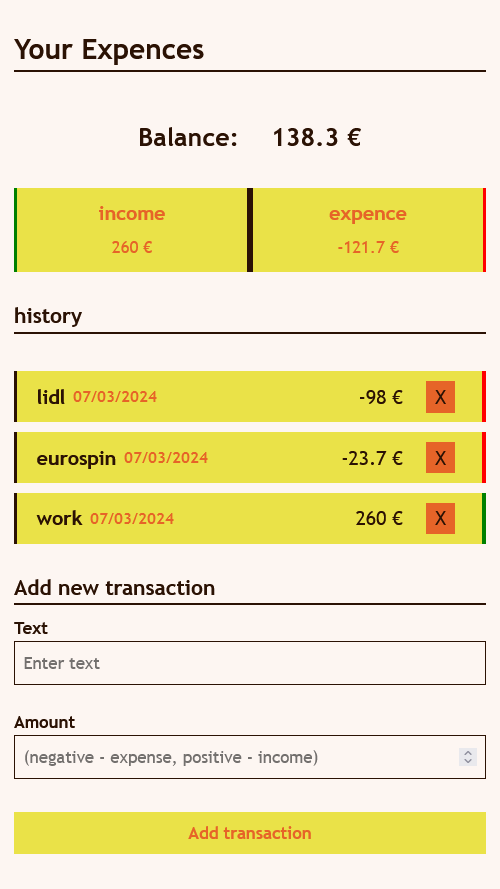 Your Expences
Balance: 138.3 €
income expence
260 € -121.7 €
history
lidl 07/03/2024 -98 € X
eurospin 07/03/2024 -23.7 € X
work 07/03/2024 260 € X
Add new transaction
Text
Enter text
Amount
(negative - expense, positive - income)
Add transaction